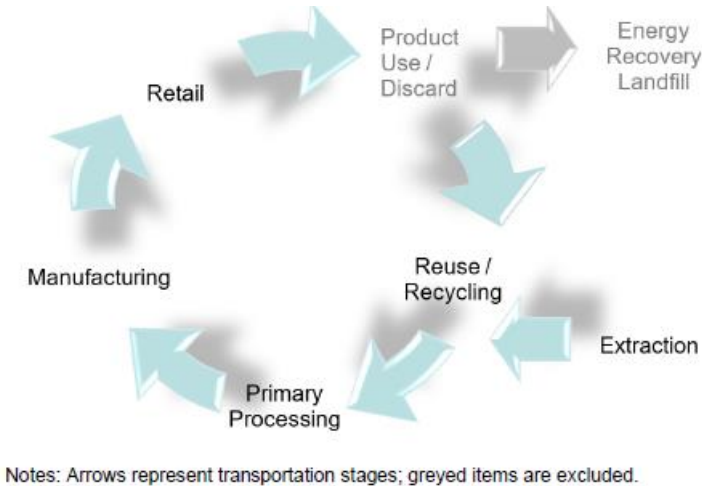 Product
Use /
Discard
Energy
Recovery
Landfill
Retail
Manufacturing
Reuse /
Recycling
Extraction
Primary
Processing
Notes: Arrows represent transportation stages; greyed items are excluded.